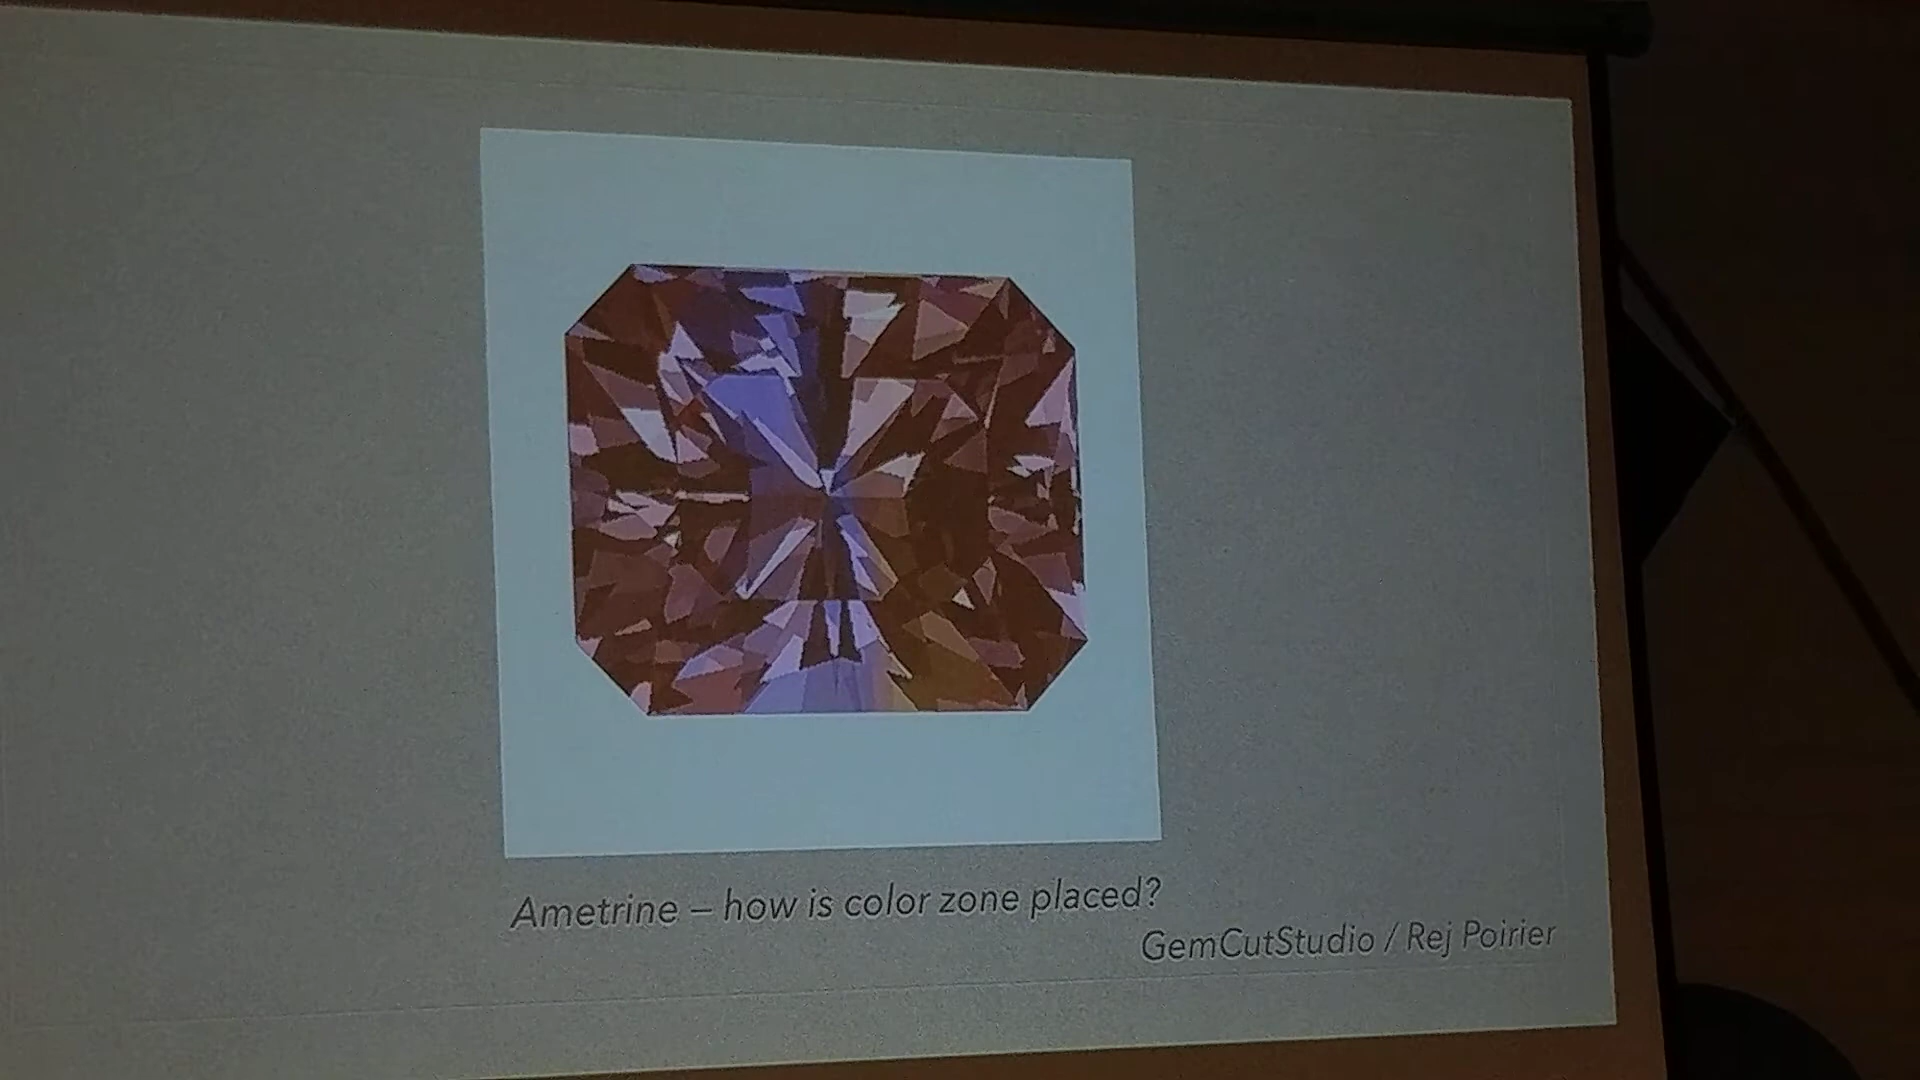 Ametrine – how is color zone placed?
GemCutStudio / Rej Poirier